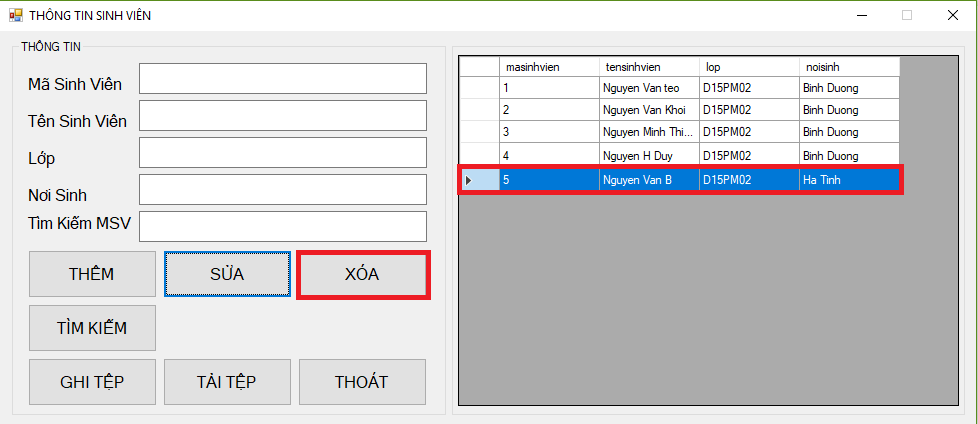 THÔNG TIN SINH VIÊN
THÔNG TIN
Mã Sinh Viên
Tên Sinh Viên
Lớp
Nơi Sinh
Tìm Kiếm MSV
THÊM SỬA XÓA
TÌM KIẾM
GHI TỆP TẢI TỆP THOÁT
masinhvien tensinhvien lop noisinh
1 Nguyen Van teo D15PM02 Binh Duong
2 Nguyen Van Khoi D15PM02 Binh Duong
3 Nguyen Minh Thi... D15PM02 Binh Duong
4 Nguyen H Duy D15PM02 Binh Duong
5 Nguyen Van B D15PM02 Ha Tinh